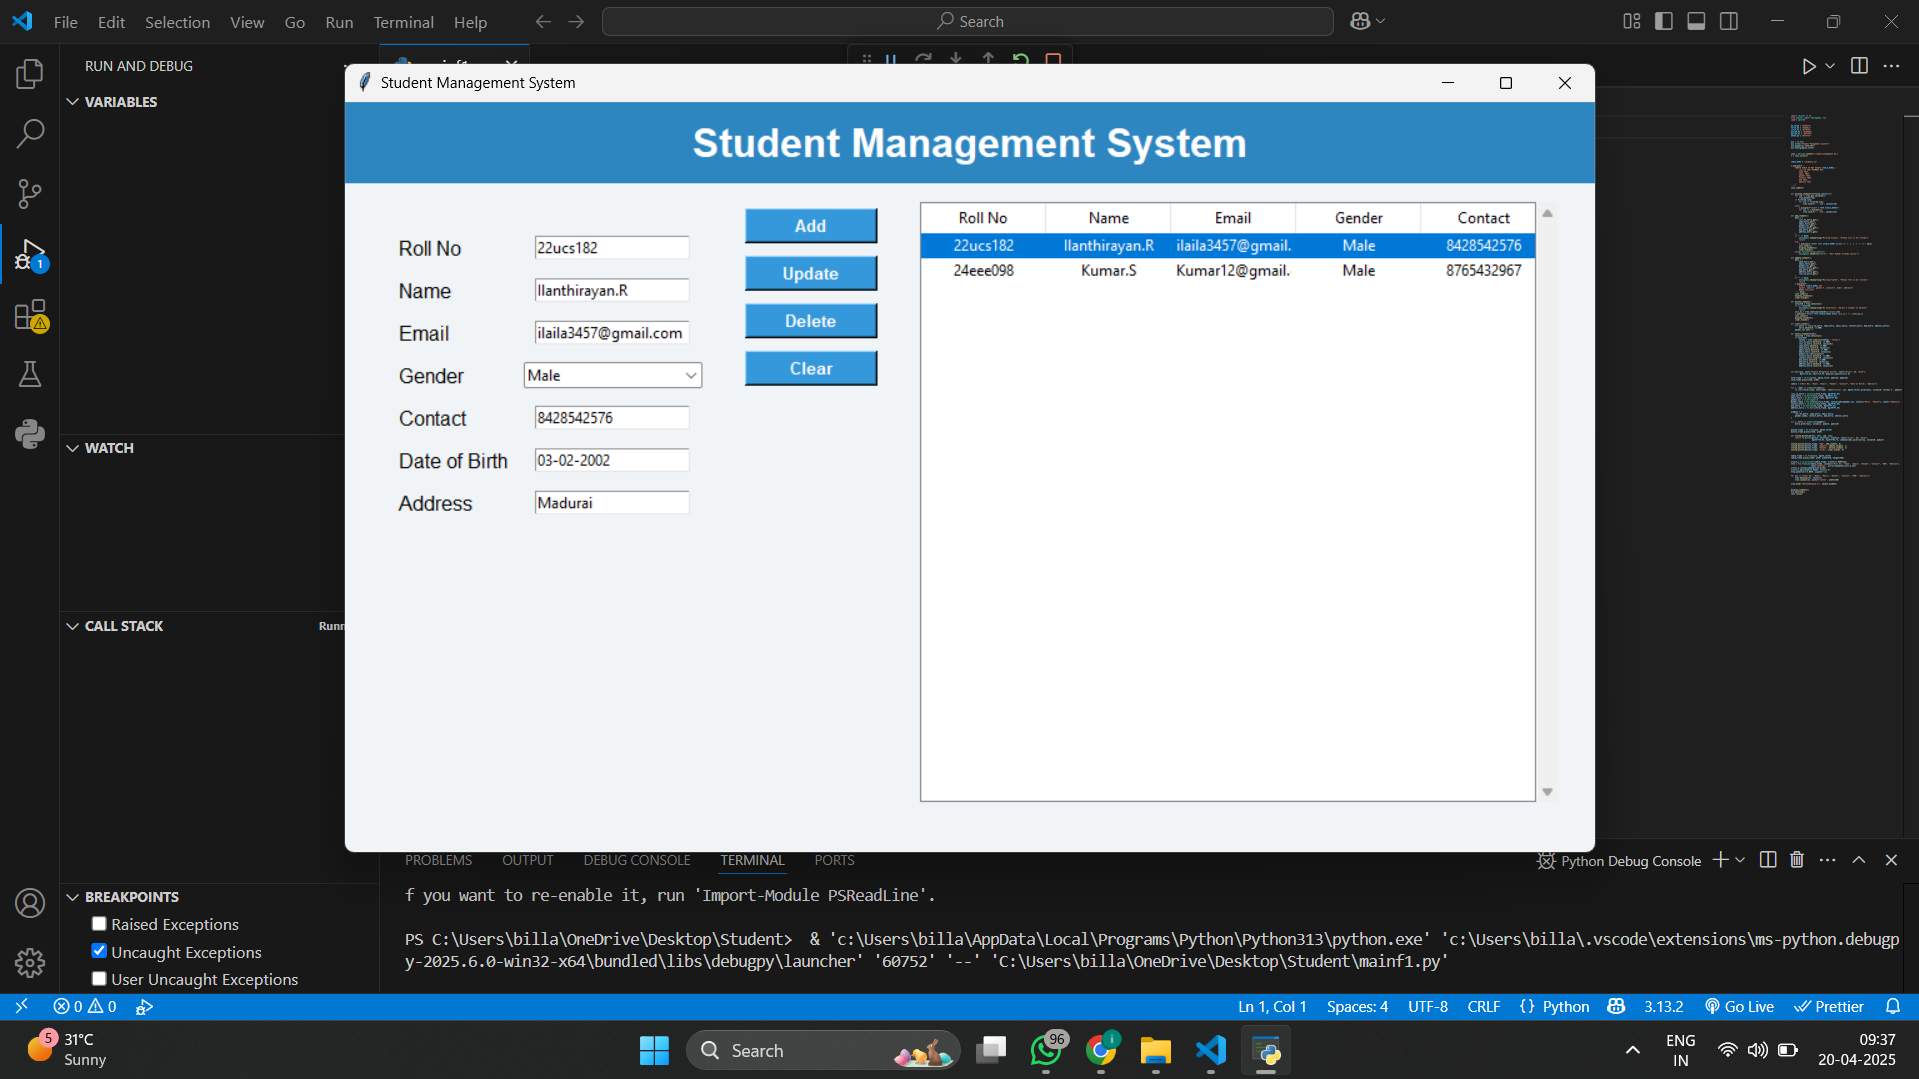 File Edit Selection View Go Run Terminal Help
Search
RUN AND DEBUG
VARIABLES
Student Management System
Student Management System
Roll No 22ucs182
Name Ilanthirayan.R
Email ilaila3457@gmail.com
Gender Male
Contact 8428542576
Date of Birth 03-02-2002
Address Madurai
Add
Update
Delete
Clear
Roll No Name Email Gender Contact
22ucs182 Ilanthirayan.R ilaila3457@gmail. Male 8428542576
24eee098 Kumar.S Kumar12@gmail. Male 8765432967
1
WATCH
CALL STACK
Runn
BREAKPOINTS
Raised Exceptions
Uncaught Exceptions
User Uncaught Exceptions
PROBLEMS OUTPUT DEBUG CONSOLE TERMINAL PORTS
Python Debug Console
f you want to re-enable it, run 'Import-Module PSReadLine'.
PS C:\Users\billa\OneDrive\Desktop\Student>  & 'c:\Users\billa\AppData\Local\Programs\Python\Python313\python.exe' 'c:\Users\billa\.vscode\extensions\ms-python.debugp
y-2025.6.0-win32-x64\bundled\libs\debugpy\launcher' '60752' '--' 'C:\Users\billa\OneDrive\Desktop\Student\mainf1.py'
0 0
Ln 1, Col 1 Spaces: 4 UTF-8 CRLF {} Python 3.13.2 Go Live Prettier
5
31°C
Sunny
Search
96
ENG
IN
09:37
20-04-2025